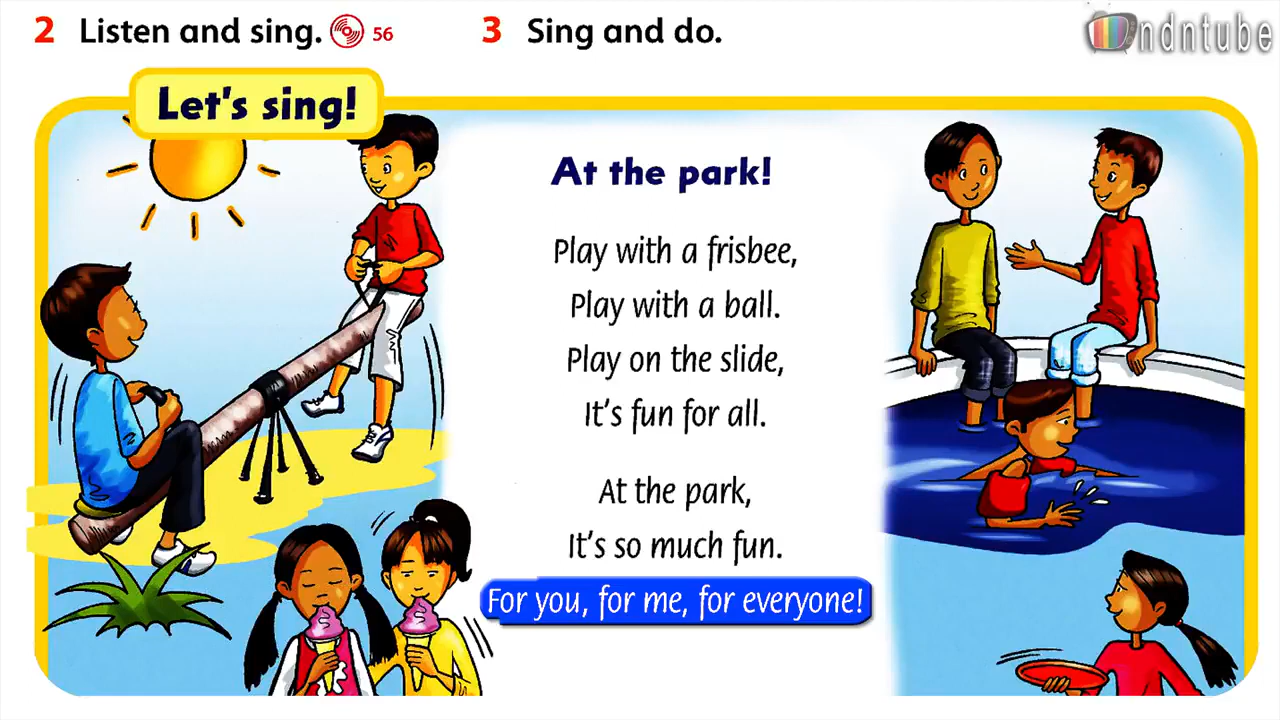 2 Listen and sing. 56
3 Sing and do.
ndntube
Let's sing!
At the park!
Play with a frisbee,
Play with a ball.
Play on the slide,
It's fun for all.
At the park,
It's so much fun.
For you, for me, for everyone!